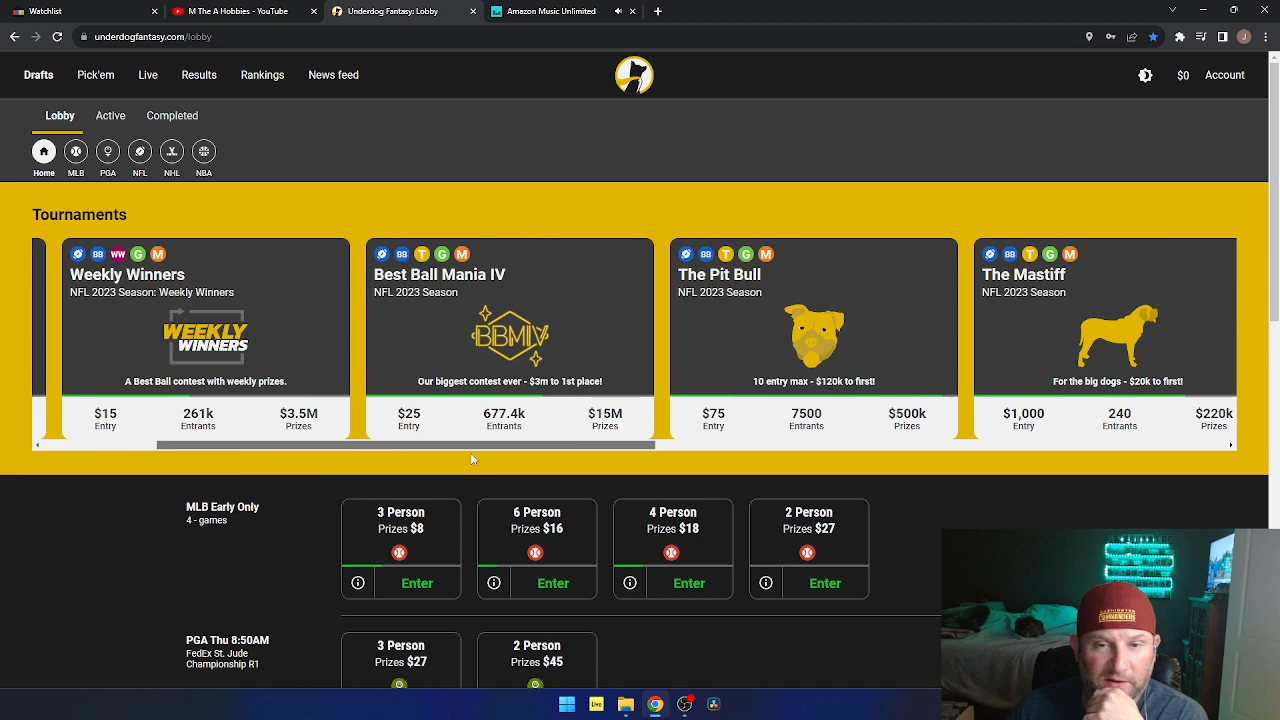 Watchlist
M The A Hobbies - YouTube
Underdog Fantasy: Lobby
Amazon Music Unlimited
underdogfantasy.com/lobby
J
Drafts
Pick'em
Live
Results
Rankings
News feed
$0
Account
Lobby
Active
Completed
Home
MLB
PGA
NFL
NHL
NBA
Tournaments
BB WW G M
Weekly Winners
NFL 2023 Season: Weekly Winners
WEEKLY
WINNERS
A Best Ball contest with weekly prizes.
$15 261k $3.5M
Entry Entrants Prizes
BB T G M
Best Ball Mania IV
NFL 2023 Season
BBMIV
Our biggest contest ever - $3m to 1st place!
$25 677.4k $15M
Entry Entrants Prizes
BB T G M
The Pit Bull
NFL 2023 Season
10 entry max - $120k to first!
$75 7500 $500k
Entry Entrants Prizes
BB T G M
The Mastiff
NFL 2023 Season
For the big dogs - $20k to first!
$1,000 240 $220k
Entry Entrants Prizes
MLB Early Only
4 - games
3 Person
Prizes $8
Enter
6 Person
Prizes $16
Enter
4 Person
Prizes $18
Enter
2 Person
Prizes $27
Enter
PGA Thu 8:50AM
FedEx St. Jude
Championship R1
3 Person
Prizes $27
2 Person
Prizes $45
Live
WASHINGTON
COMMANDERS